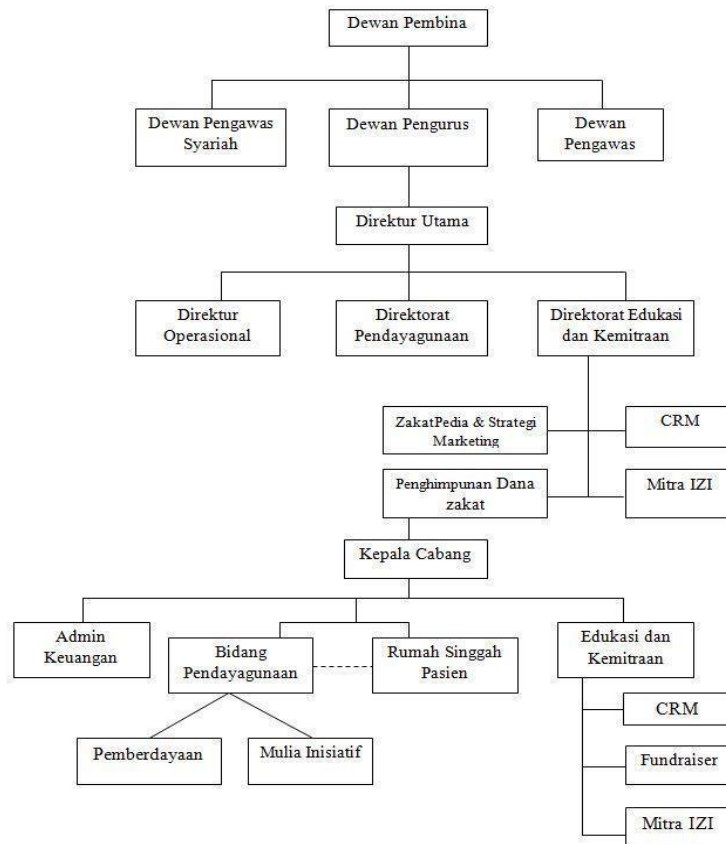 Dewan Pembina
Dewan Pengawas
Syariah
Dewan Pengurus
Dewan
Pengawas
Direktur Utama
Direktur
Operasional
Direktorat
Pendayagunaan
Direktorat Edukasi
dan Kemitraan
ZakatPedia & Strategi
Marketing
CRM
Penghimpunan Dana
zakat
Mitra IZI
Kepala Cabang
Admin
Keuangan
Bidang
Pendayagunaan
Rumah Singgah
Pasien
Edukasi dan
Kemitraan
CRM
Pemberdayaan
Mulia Inisiatif
Fundraiser
Mitra IZI